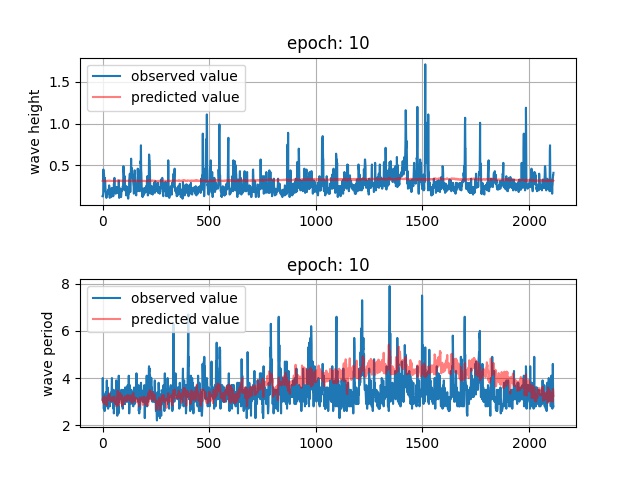 epoch: 10
observed value
predicted value
wave height
1.5
1.0
0.5
0 500 1000 1500 2000
epoch: 10
observed value
predicted value
wave period
8
6
4
2
0 500 1000 1500 2000